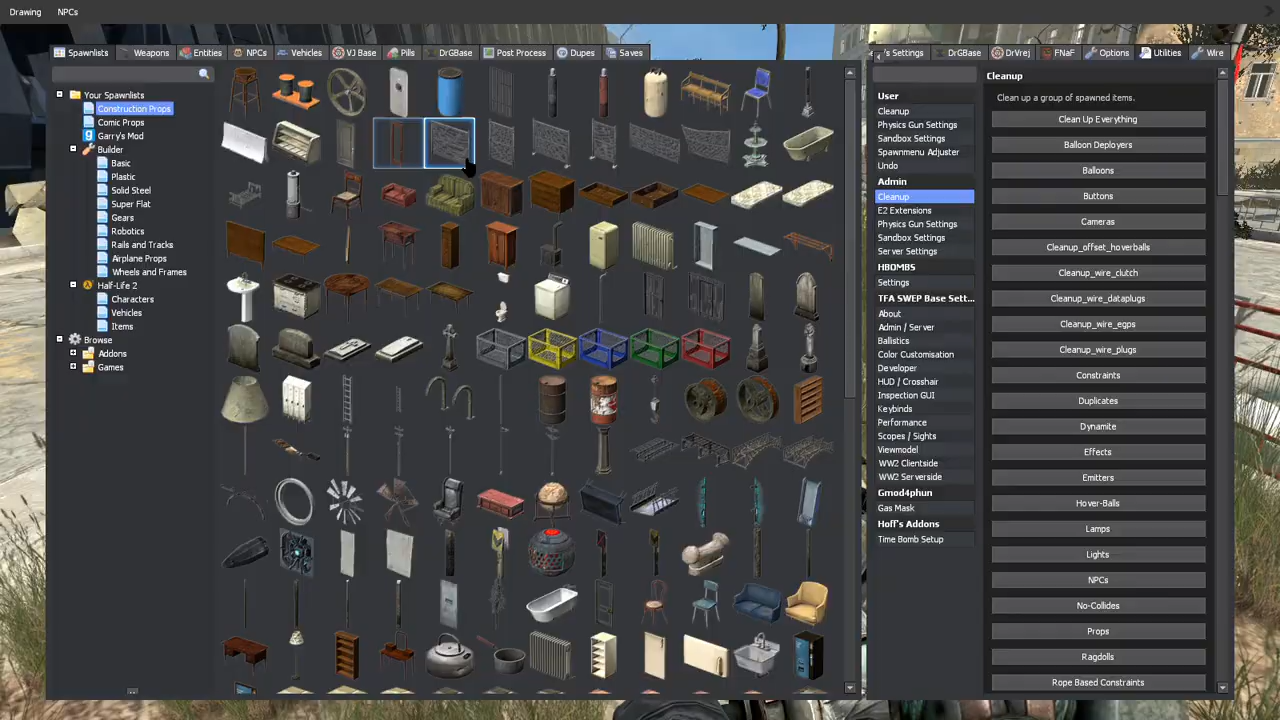 Drawing NPCs
Spawnlists Weapons Entities NPCs Vehicles VJ Base Pills DrGBase Post Process Dupes Saves
Your Spawnlists
Construction Props
Comic Props
Garry's Mod
Builder
Basic
Plastic
Solid Steel
Super Flat
Gears
Robotics
Rails and Tracks
Airplane Props
Wheels and Frames
Half-Life 2
Characters
Vehicles
Items
Browse
Addons
Games
y's Settings DrGBase DrVrej FNaF Options Utilities Wire
User
Cleanup
Physics Gun Settings
Sandbox Settings
Spawnmenu Adjuster
Undo
Admin
Cleanup
E2 Extensions
Physics Gun Settings
Sandbox Settings
Server Settings
HBOMBS
Settings
TFA SWEP Base Sett...
About
Admin / Server
Ballistics
Color Customisation
Developer
HUD / Crosshair
Inspection GUI
Keybinds
Performance
Scopes / Sights
Viewmodel
WW2 Clientside
WW2 Serverside
Gmod4phun
Gas Mask
Hoff's Addons
Time Bomb Setup
Cleanup
Clean up a group of spawned items.
Clean Up Everything
Balloon Deployers
Balloons
Buttons
Cameras
Cleanup_offset_hoverballs
Cleanup_wire_clutch
Cleanup_wire_dataplugs
Cleanup_wire_egps
Cleanup_wire_plugs
Constraints
Duplicates
Dynamite
Effects
Emitters
Hover-Balls
Lamps
Lights
NPCs
No-Collides
Props
Ragdolls
Rope Based Constraints